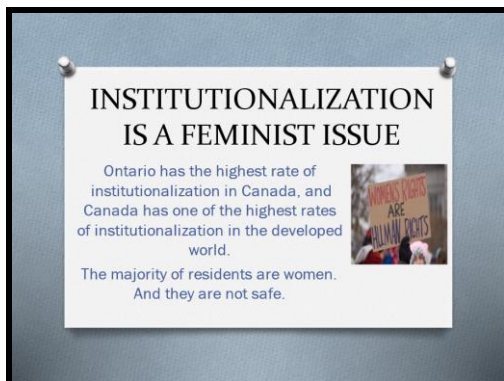 INSTITUTIONALIZATION
IS A FEMINIST ISSUE
Ontario has the highest rate of
institutionalization in Canada, and
Canada has one of the highest rates
of institutionalization in the developed
world.
The majority of residents are women.
And they are not safe.
WOMEN'S RIGHTS
ARE
HUMAN RIGHTS